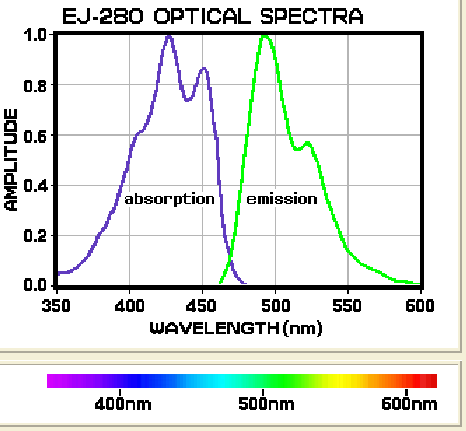 EJ-280 OPTICAL SPECTRA
1.0
0.8
0.6
0.4
0.2
0.0
AMPLITUDE
absorption emission
350 400 450 500 550 600
WAVELENGTH (nm)
400nm 500nm 600nm